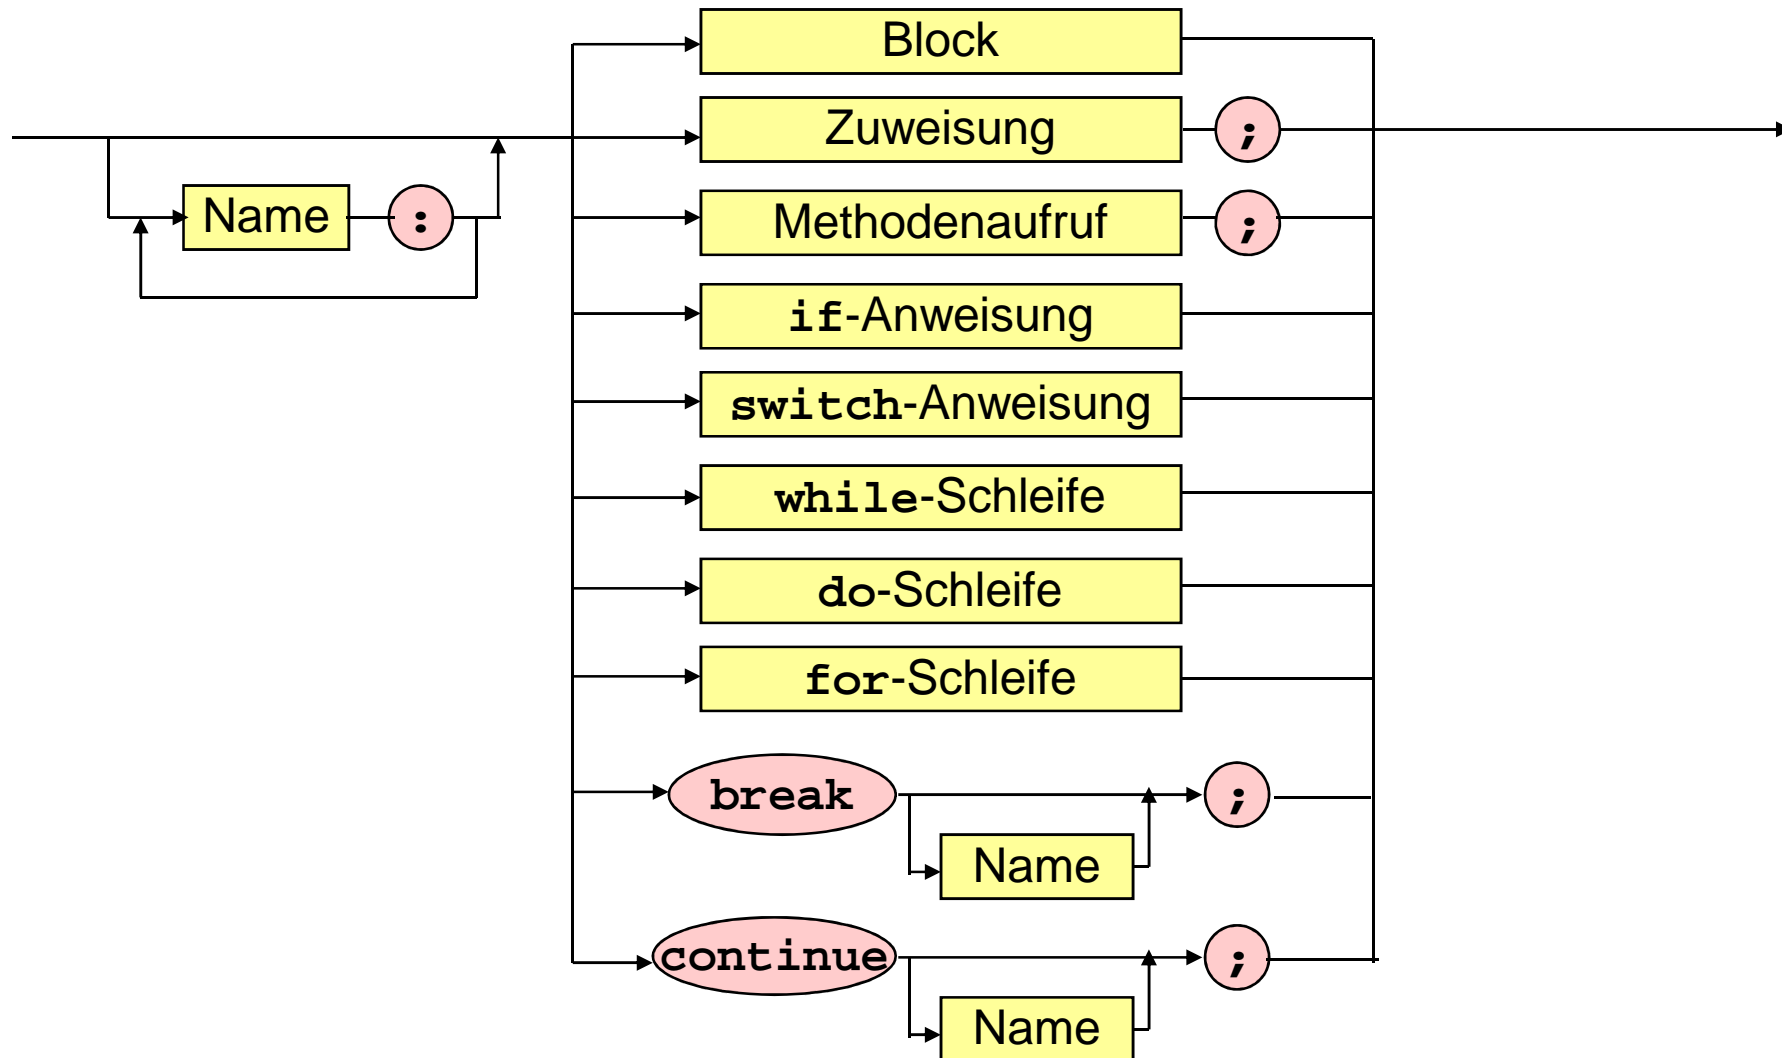 Block
Zuweisung ;
Name :
Methodenaufruf ;
if-Anweisung
switch-Anweisung
while-Schleife
do-Schleife
for-Schleife
break ;
Name
continue ;
Name